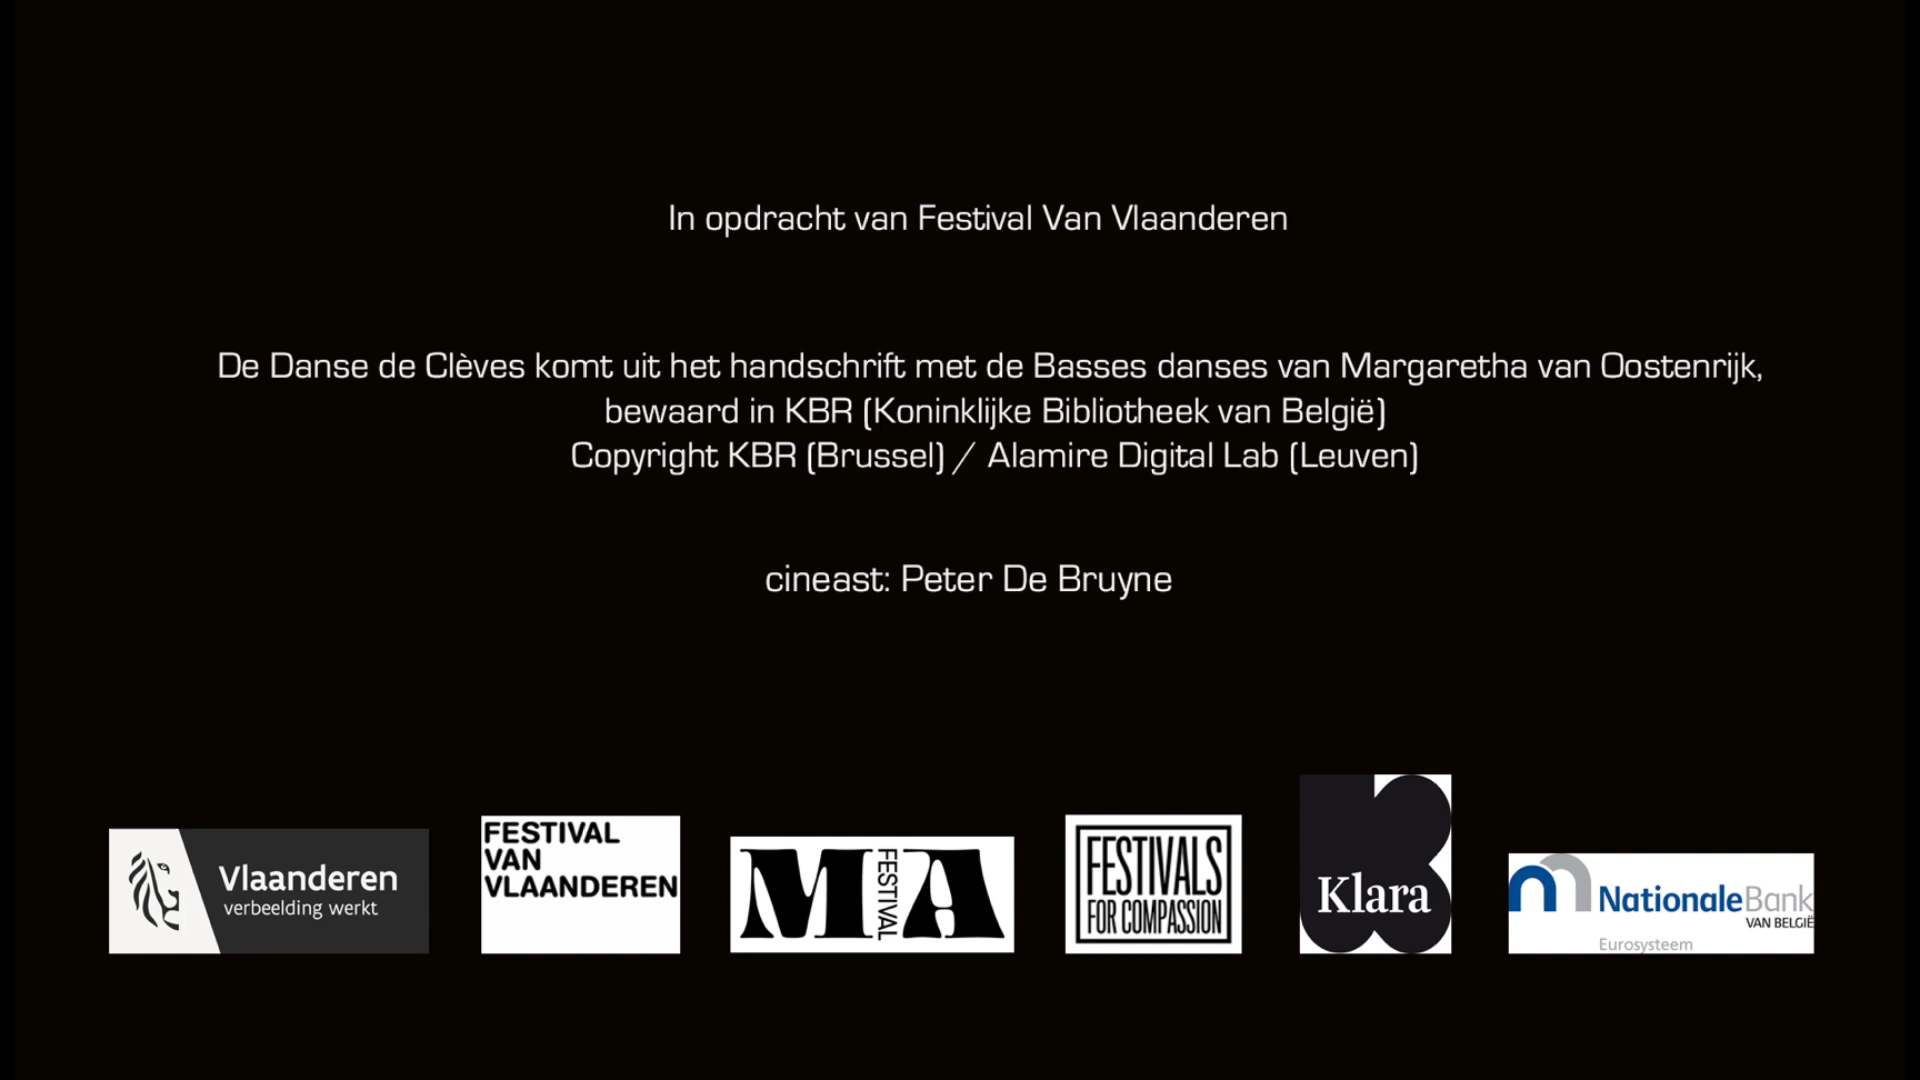 In opdracht van Festival Van Vlaanderen
De Danse de Clèves komt uit het handschrift met de Basses danses van Margaretha van Oostenrijk,
bewaard in KBR (Koninklijke Bibliotheek van België)
Copyright KBR (Brussel) / Alamire Digital Lab (Leuven)
cineast: Peter De Bruyne
Vlaanderen
verbeelding werkt
FESTIVAL
VAN
VLAANDEREN
MA
FESTIVAL
FESTIVALS
FOR COMPASSION
Klara
NationaleBank
VAN BELGIË
Eurosysteem